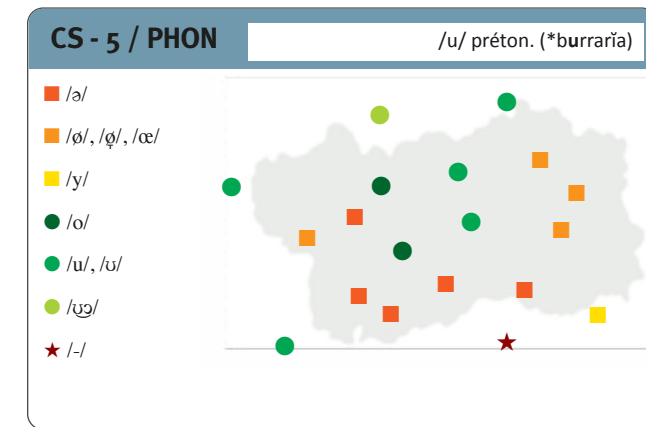 CS - 5 / PHON
/u/ préton. (*burrarĭa)
/ə/
/ø/, /ø̞/, /œ/
/y/
/o/
/u/, /ʊ/
/ʊ͜ɔ/
/-/